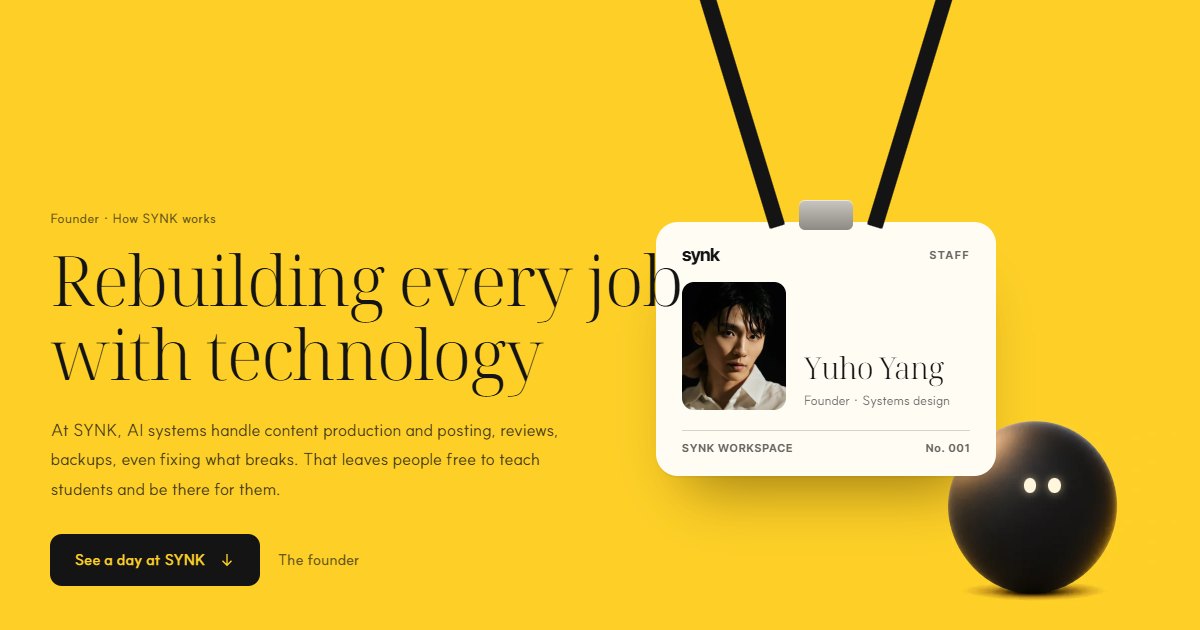 Founder · How SYNK works
Rebuilding every job
with technology
At SYNK, AI systems handle content production and posting, reviews,
backups, even fixing what breaks. That leaves people free to teach
students and be there for them.
See a day at SYNK ↓
The founder
synk
STAFF
Yuho Yang
Founder · Systems design
SYNK WORKSPACE
No. 001